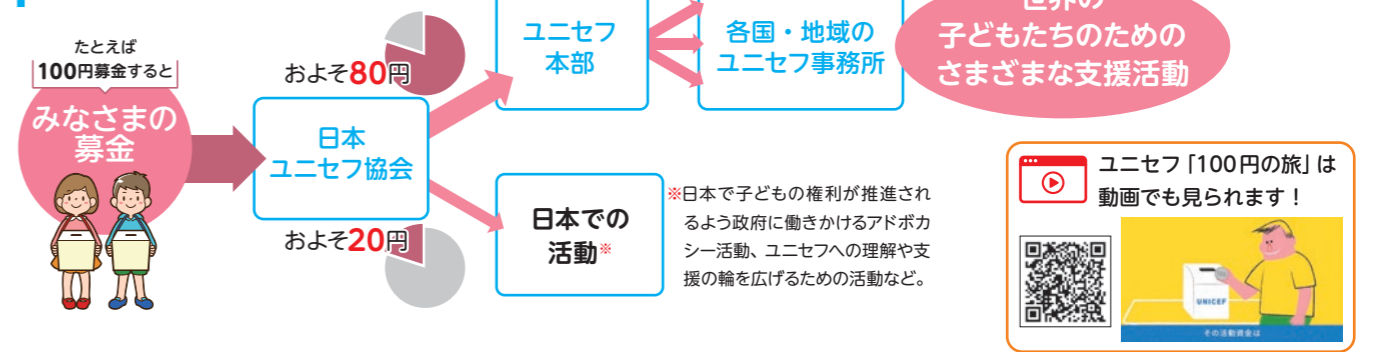 たとえば
100円募金すると
みなさまの
募金
およそ80円
日本
ユニセフ協会
およそ20円
ユニセフ
本部
各国・地域の
ユニセフ事務所
世界の
子どもたちのための
さまざまな支援活動
日本での
活動※
※日本で子どもの権利が推進され
るよう政府に働きかけるアドボカ
シー活動、ユニセフへの理解や支
援の輪を広げるための活動など。
ユニセフ「100円の旅」は
動画でも見られます！
UNICEF
その活動資金は